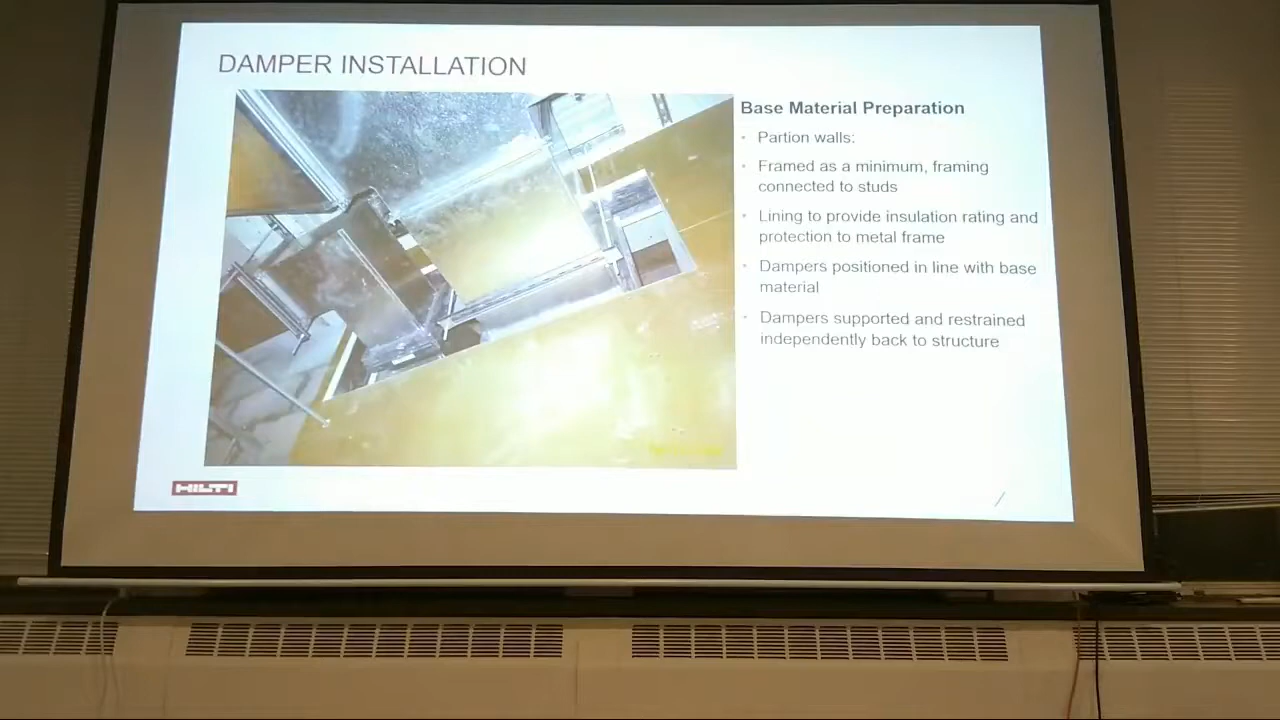 DAMPER INSTALLATION
Base Material Preparation
• Partion walls:
• Framed as a minimum, framing
connected to studs
• Lining to provide insulation rating and
protection to metal frame
• Dampers positioned in line with base
material
• Dampers supported and restrained
independently back to structure
HILTI
/